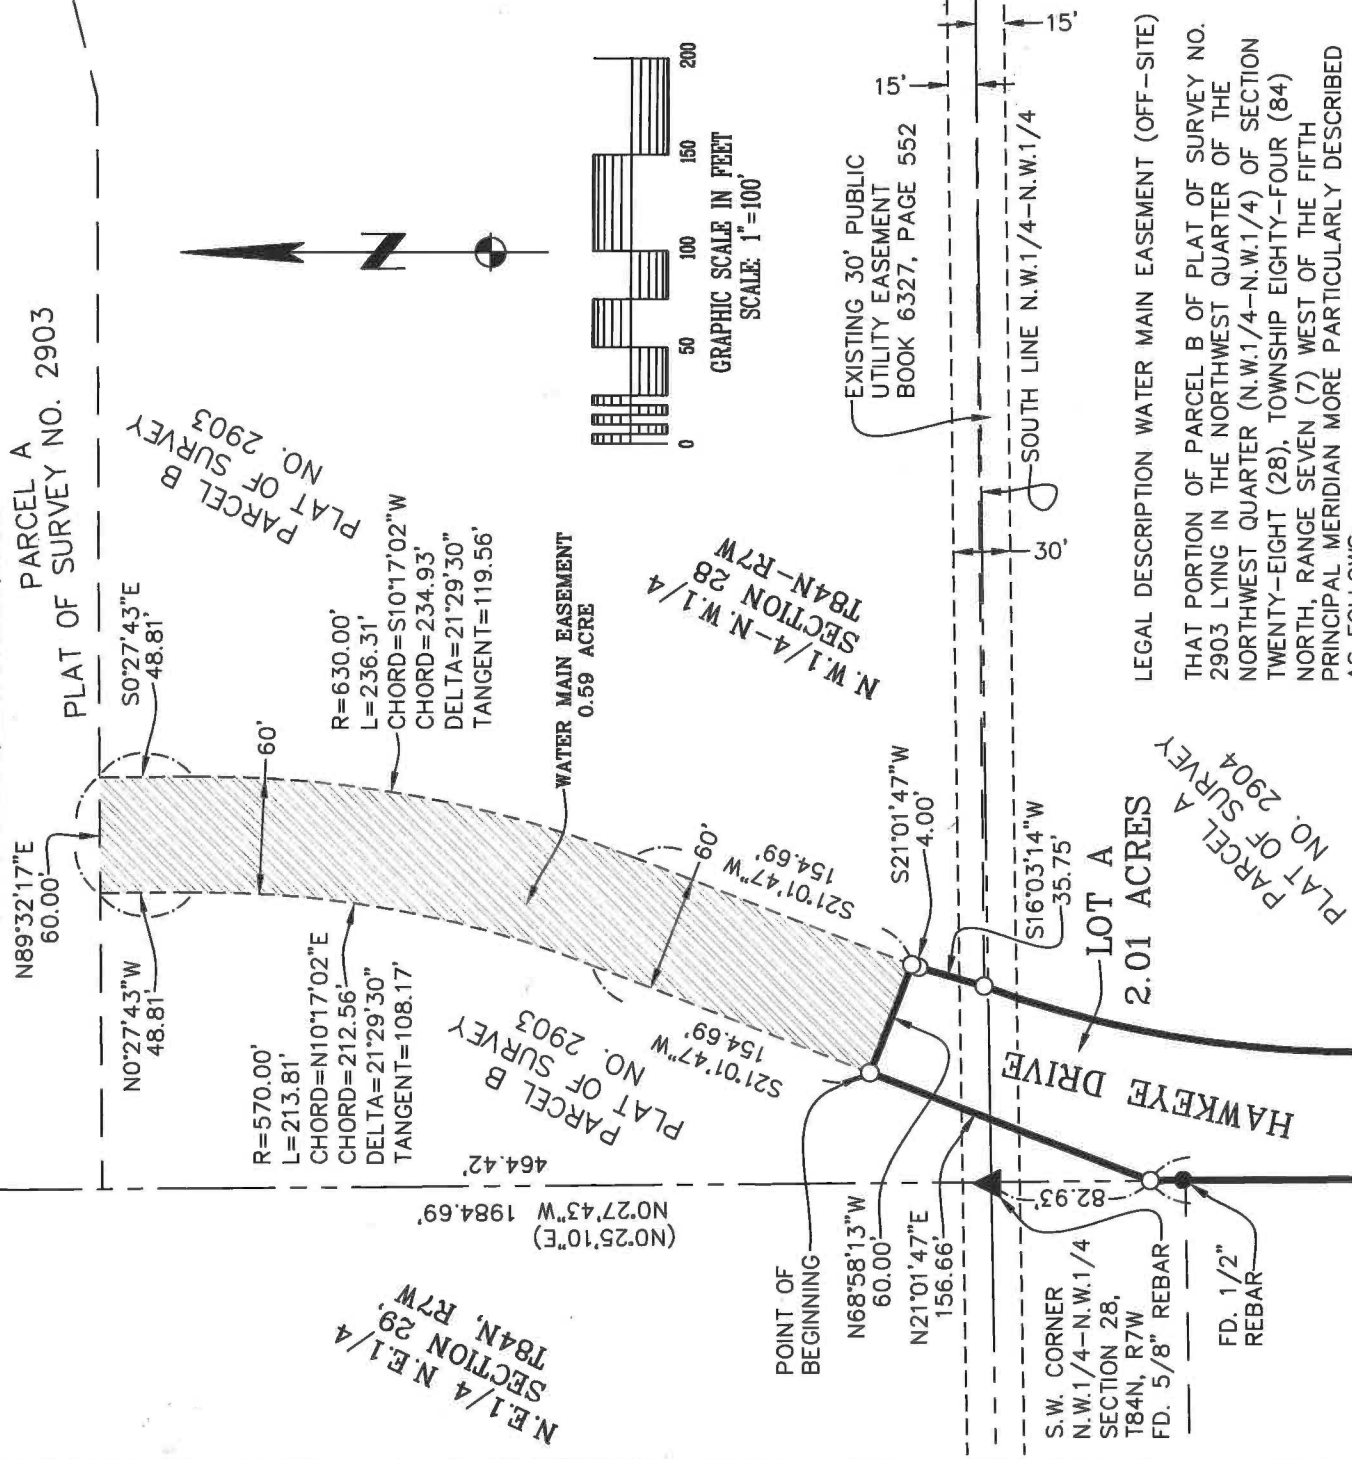 PARCEL A
PLAT OF SURVEY NO. 2903
N89°32'17"E
60.00'
S0°27'43"E
48.81'
N0°27'43"W
48.81'
PARCEL B
PLAT OF SURVEY
NO. 2903
60'
R=630.00'
L=236.31'
CHORD=S10°17'02"W
CHORD=234.93'
DELTA=21°29'30"
TANGENT=119.56'
R=570.00'
L=213.81'
CHORD=N10°17'02"E
CHORD=212.56'
DELTA=21°29'30"
TANGENT=108.17'
WATER MAIN EASEMENT
0.59 ACRE
N
0
50
100
150
200
GRAPHIC SCALE IN FEET
SCALE: 1"=100'
60'
S21°01'47"W
154.69'
S21°01'47"W
154.69'
PARCEL B
PLAT OF SURVEY
NO. 2903
464.42'
N0°27'43"W 1984.69'
(N0°25'10"E)
N.E.1/4 N.E.1/4
SECTION 29,
T84N, R7W
N.W.1/4-N.W.1/4
SECTION 28
T84N-R7W
EXISTING 30' PUBLIC
UTILITY EASEMENT
BOOK 6327, PAGE 552
15'
15'
30'
SOUTH LINE N.W.1/4-N.W.1/4
S21°01'47"W
4.00'
S16°03'14"W
35.75'
POINT OF
BEGINNING
N68°58'13"W
60.00'
N21°01'47"E
156.66'
82.93'
S.W. CORNER
N.W.1/4-N.W.1/4
SECTION 28,
T84N, R7W
FD. 5/8" REBAR
FD. 1/2"
REBAR
HAWKEYE DRIVE
LOT A
2.01 ACRES
PARCEL A
PLAT OF SURVEY
NO. 2904
LEGAL DESCRIPTION WATER MAIN EASEMENT (OFF-SITE)
THAT PORTION OF PARCEL B OF PLAT OF SURVEY NO.
2903 LYING IN THE NORTHWEST QUARTER OF THE
NORTHWEST QUARTER (N.W.1/4-N.W.1/4) OF SECTION
TWENTY-EIGHT (28), TOWNSHIP EIGHTY-FOUR (84)
NORTH, RANGE SEVEN (7) WEST OF THE FIFTH
PRINCIPAL MERIDIAN MORE PARTICULARLY DESCRIBED